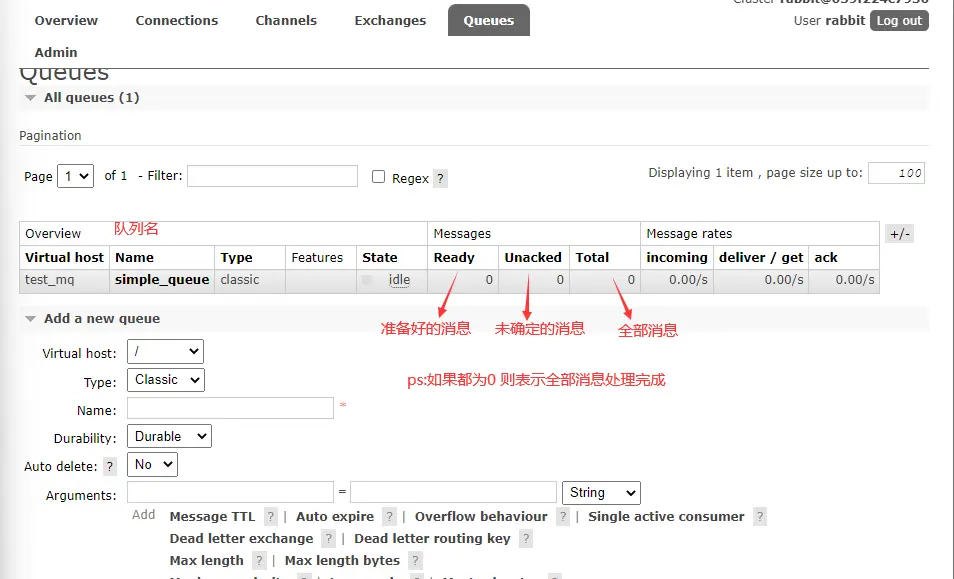 Cluster rabbit@639f224c7930
Overview Connections Channels Exchanges Queues
User rabbit Log out
Admin
Queues
All queues (1)
Pagination
Page 1 of 1 - Filter: Regex ?
Displaying 1 item , page size up to: 100
Overview 队列名 Messages Message rates +/-
Virtual host Name Type Features State Ready Unacked Total incoming deliver / get ack
test_mq simple_queue classic idle 0 0 0 0.00/s 0.00/s 0.00/s
准备好的消息 未确定的消息 全部消息
Add a new queue
Virtual host: /
ps:如果都为0 则表示全部消息处理完成
Type: Classic
Name: *
Durability: Durable
Auto delete: ? No
Arguments: = String
Add Message TTL ? | Auto expire ? | Overflow behaviour ? | Single active consumer ?
Dead letter exchange ? | Dead letter routing key ?
Max length ? | Max length bytes ?